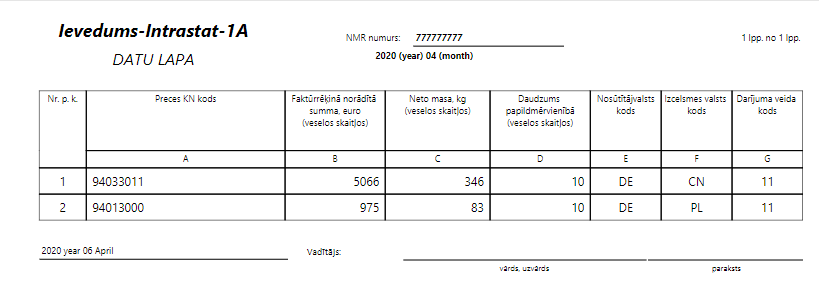 Ievedums-Intrastat-1A
NMR numurs: 777777777
1 lpp. no 1 lpp.
DATU LAPA
2020 (year) 04 (month)
Nr. p. k. Preces KN kods Faktūrrēķinā norādītā summa, euro (veselos skaitļos) Neto masa, kg (veselos skaitļos) Daudzums papildmērvienībā (veselos skaitļos) Nosūtītājvalsts kods Izcelsmes valsts kods Darījuma veida kods
A B C D E F G
1 94033011 5066 346 10 DE CN 11
2 94013000 975 83 10 DE PL 11
2020 year 06 April Vadītājs:
vārds, uzvārds paraksts